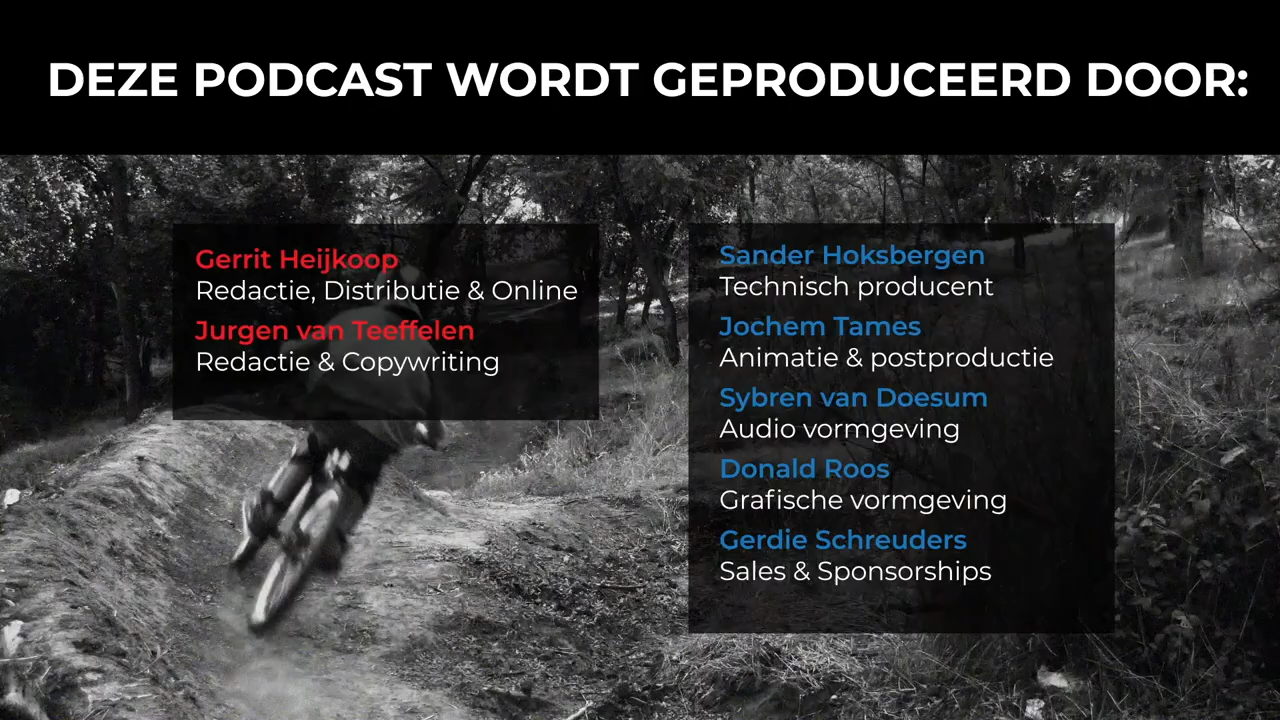 DEZE PODCAST WORDT GEPRODUCEERD DOOR:
Gerrit Heijkoop
Redactie, Distributie & Online
Jurgen van Teeffelen
Redactie & Copywriting
Sander Hoksbergen
Technisch producent
Jochem Tames
Animatie & postproductie
Sybren van Doesum
Audio vormgeving
Donald Roos
Grafische vormgeving
Gerdie Schreuders
Sales & Sponsorships